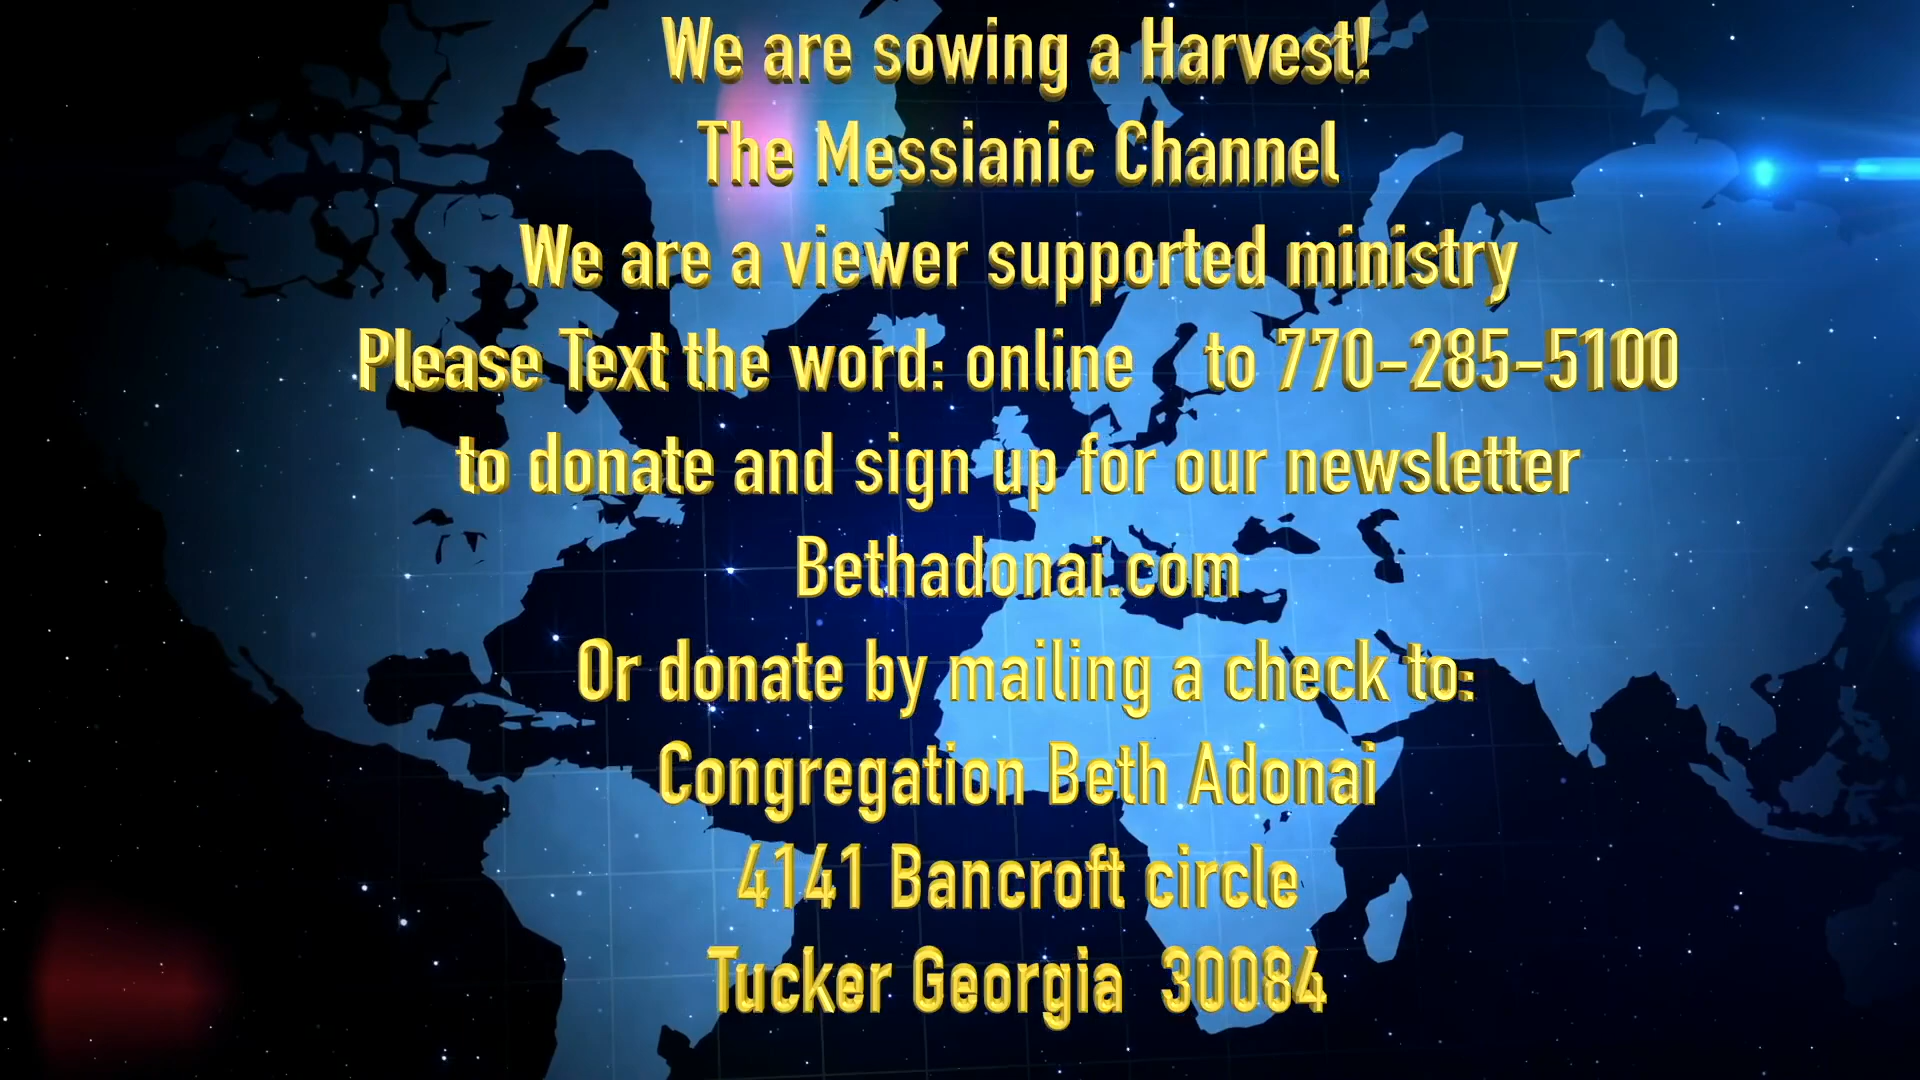 We are sowing a Harvest!
The Messianic Channel
We are a viewer supported ministry
Please Text the word: online to 770-285-5100
to donate and sign up for our newsletter
Bethadonai.com
Or donate by mailing a check to:
Congregation Beth Adonai
4141 Bancroft circle
Tucker Georgia 30084